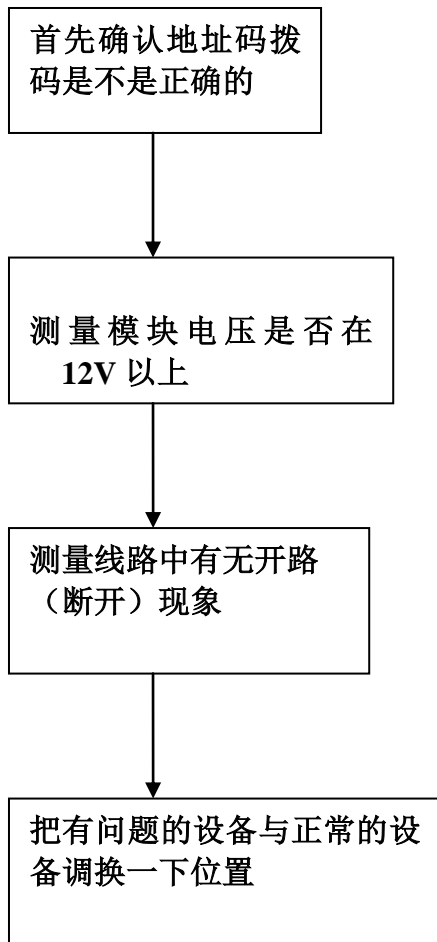 首先确认地址码拨
码是不是正确的
测量模块电压是否在
12V 以上
测量线路中有无开路
（断开）现象
把有问题的设备与正常的设
备调换一下位置